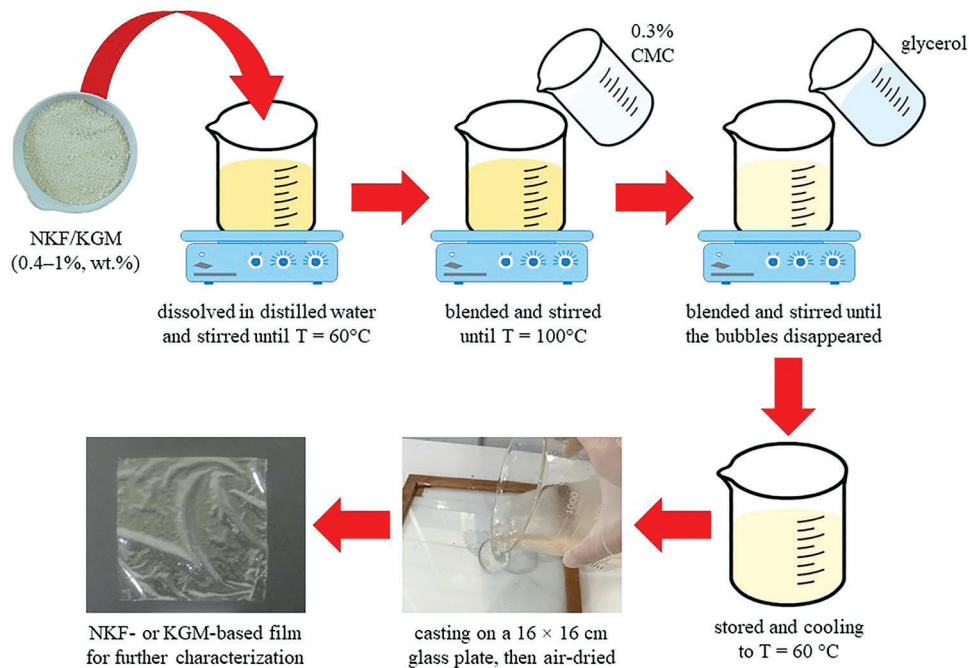 0.3%
CMC
glycerol
NKF/KGM
(0.4–1%, wt.%)
dissolved in distilled water
and stirred until T = 60°C
blended and stirred
until T = 100°C
blended and stirred until
the bubbles disappeared
1000
NKF- or KGM-based film
for further characterization
casting on a 16 × 16 cm
glass plate, then air-dried
stored and cooling
to T = 60 °C